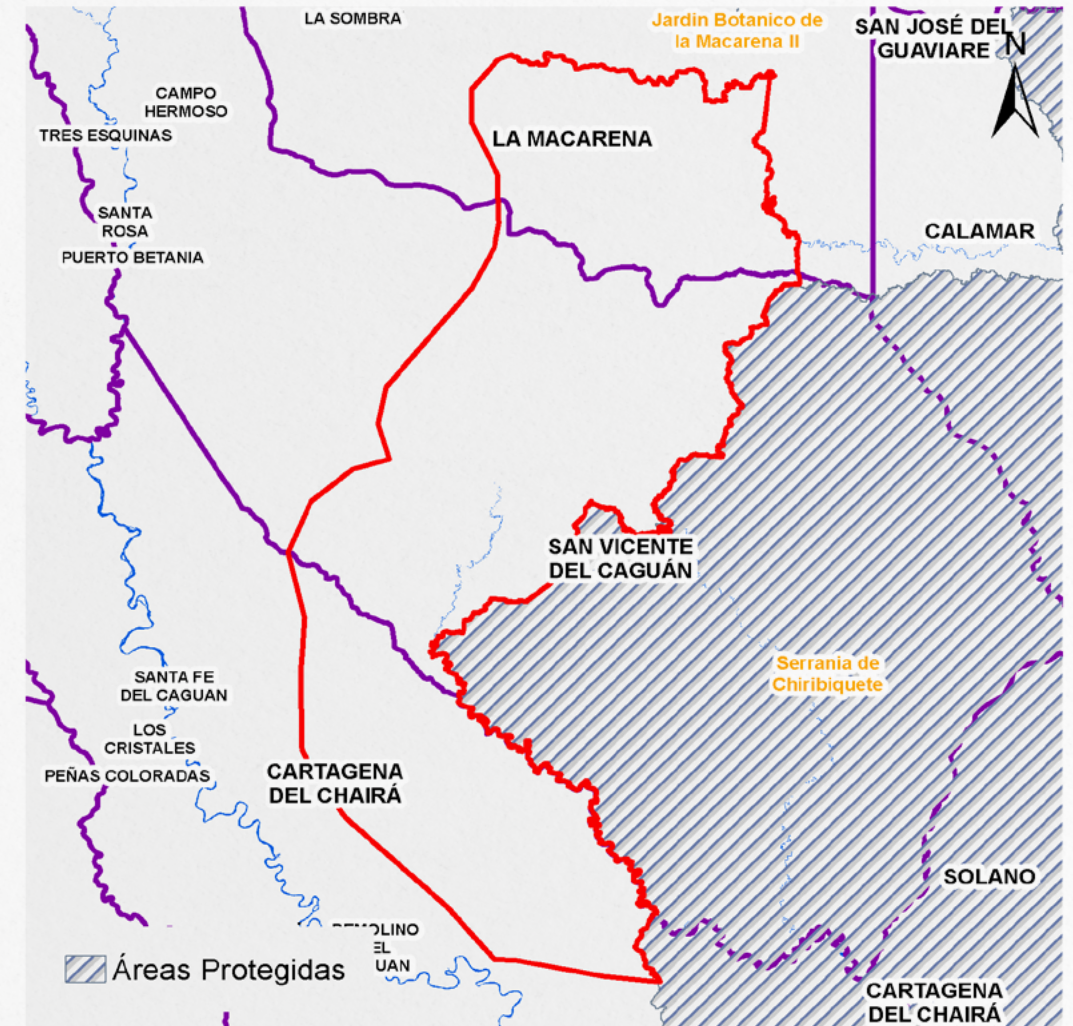 LA SOMBRA
Jardin Botanico de
la Macarena II
SAN JOSÉ DEL
GUAVIARE
N
CAMPO
HERMOSO
TRES ESQUINAS
LA MACARENA
SANTA
ROSA
PUERTO BETANIA
CALAMAR
SAN VICENTE
DEL CAGUÁN
Serrania de
Chiribiquete
SANTA FE
DEL CAGUAN
LOS
CRISTALES
PEÑAS COLORADAS
CARTAGENA
DEL CHAIRÁ
SOLANO
EL
UAN
Áreas Protegidas
CARTAGENA
DEL CHAIRÁ